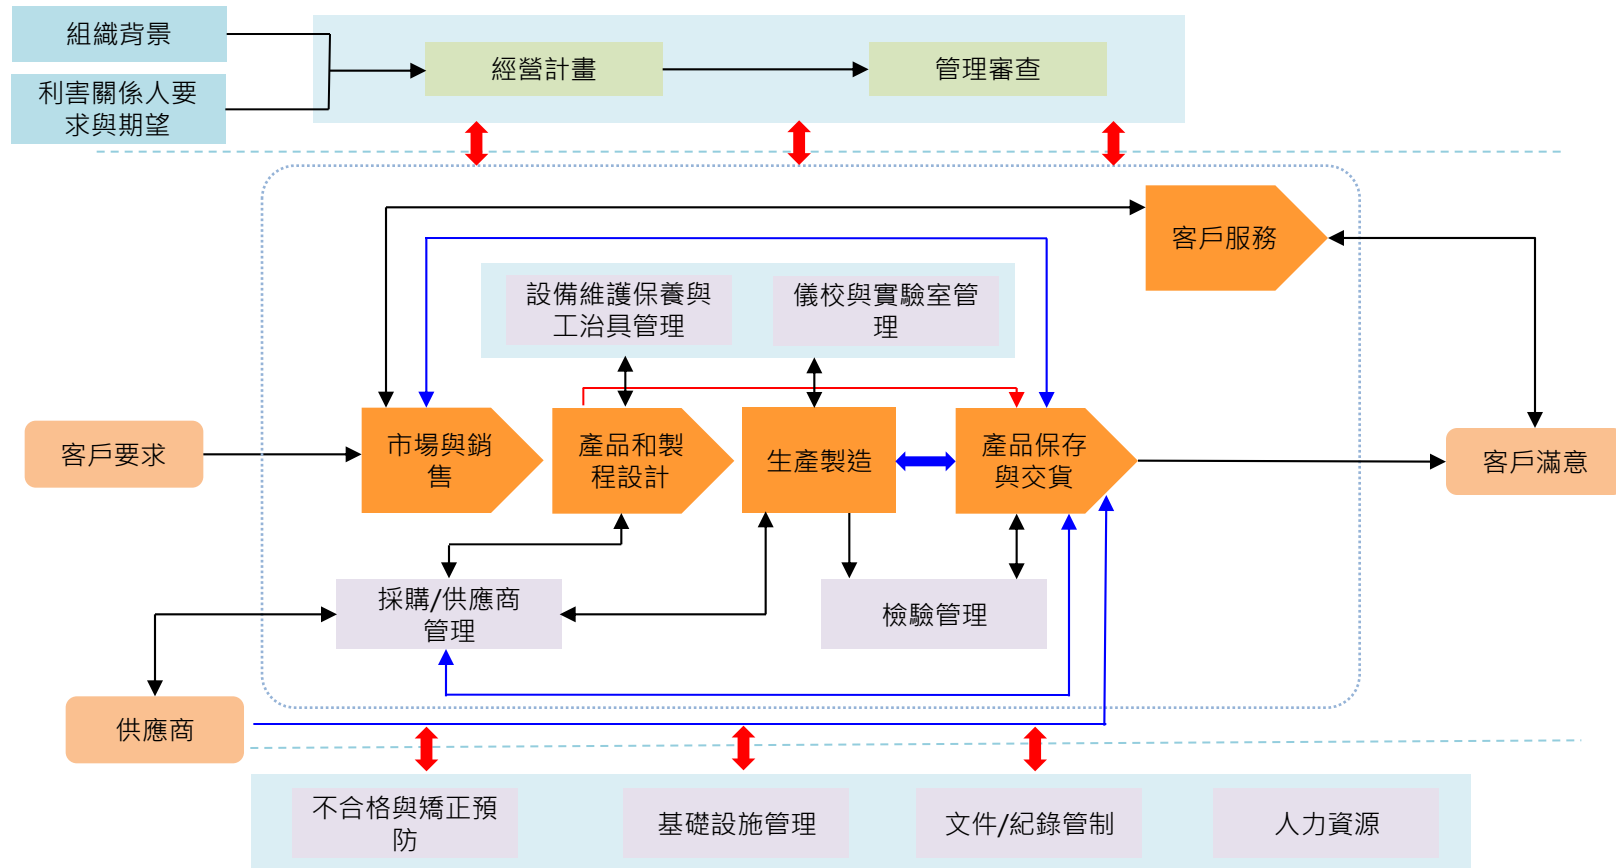 組織背景
利害關係人要
求與期望
經營計畫
管理審查
客戶服務
設備維護保養與
工治具管理
儀校與實驗室管
理
客戶要求
市場與銷
售
產品和製
程設計
生產製造
產品保存
與交貨
客戶滿意
採購/供應商
管理
檢驗管理
供應商
不合格與矯正預
防
基礎設施管理
文件/紀錄管制
人力資源